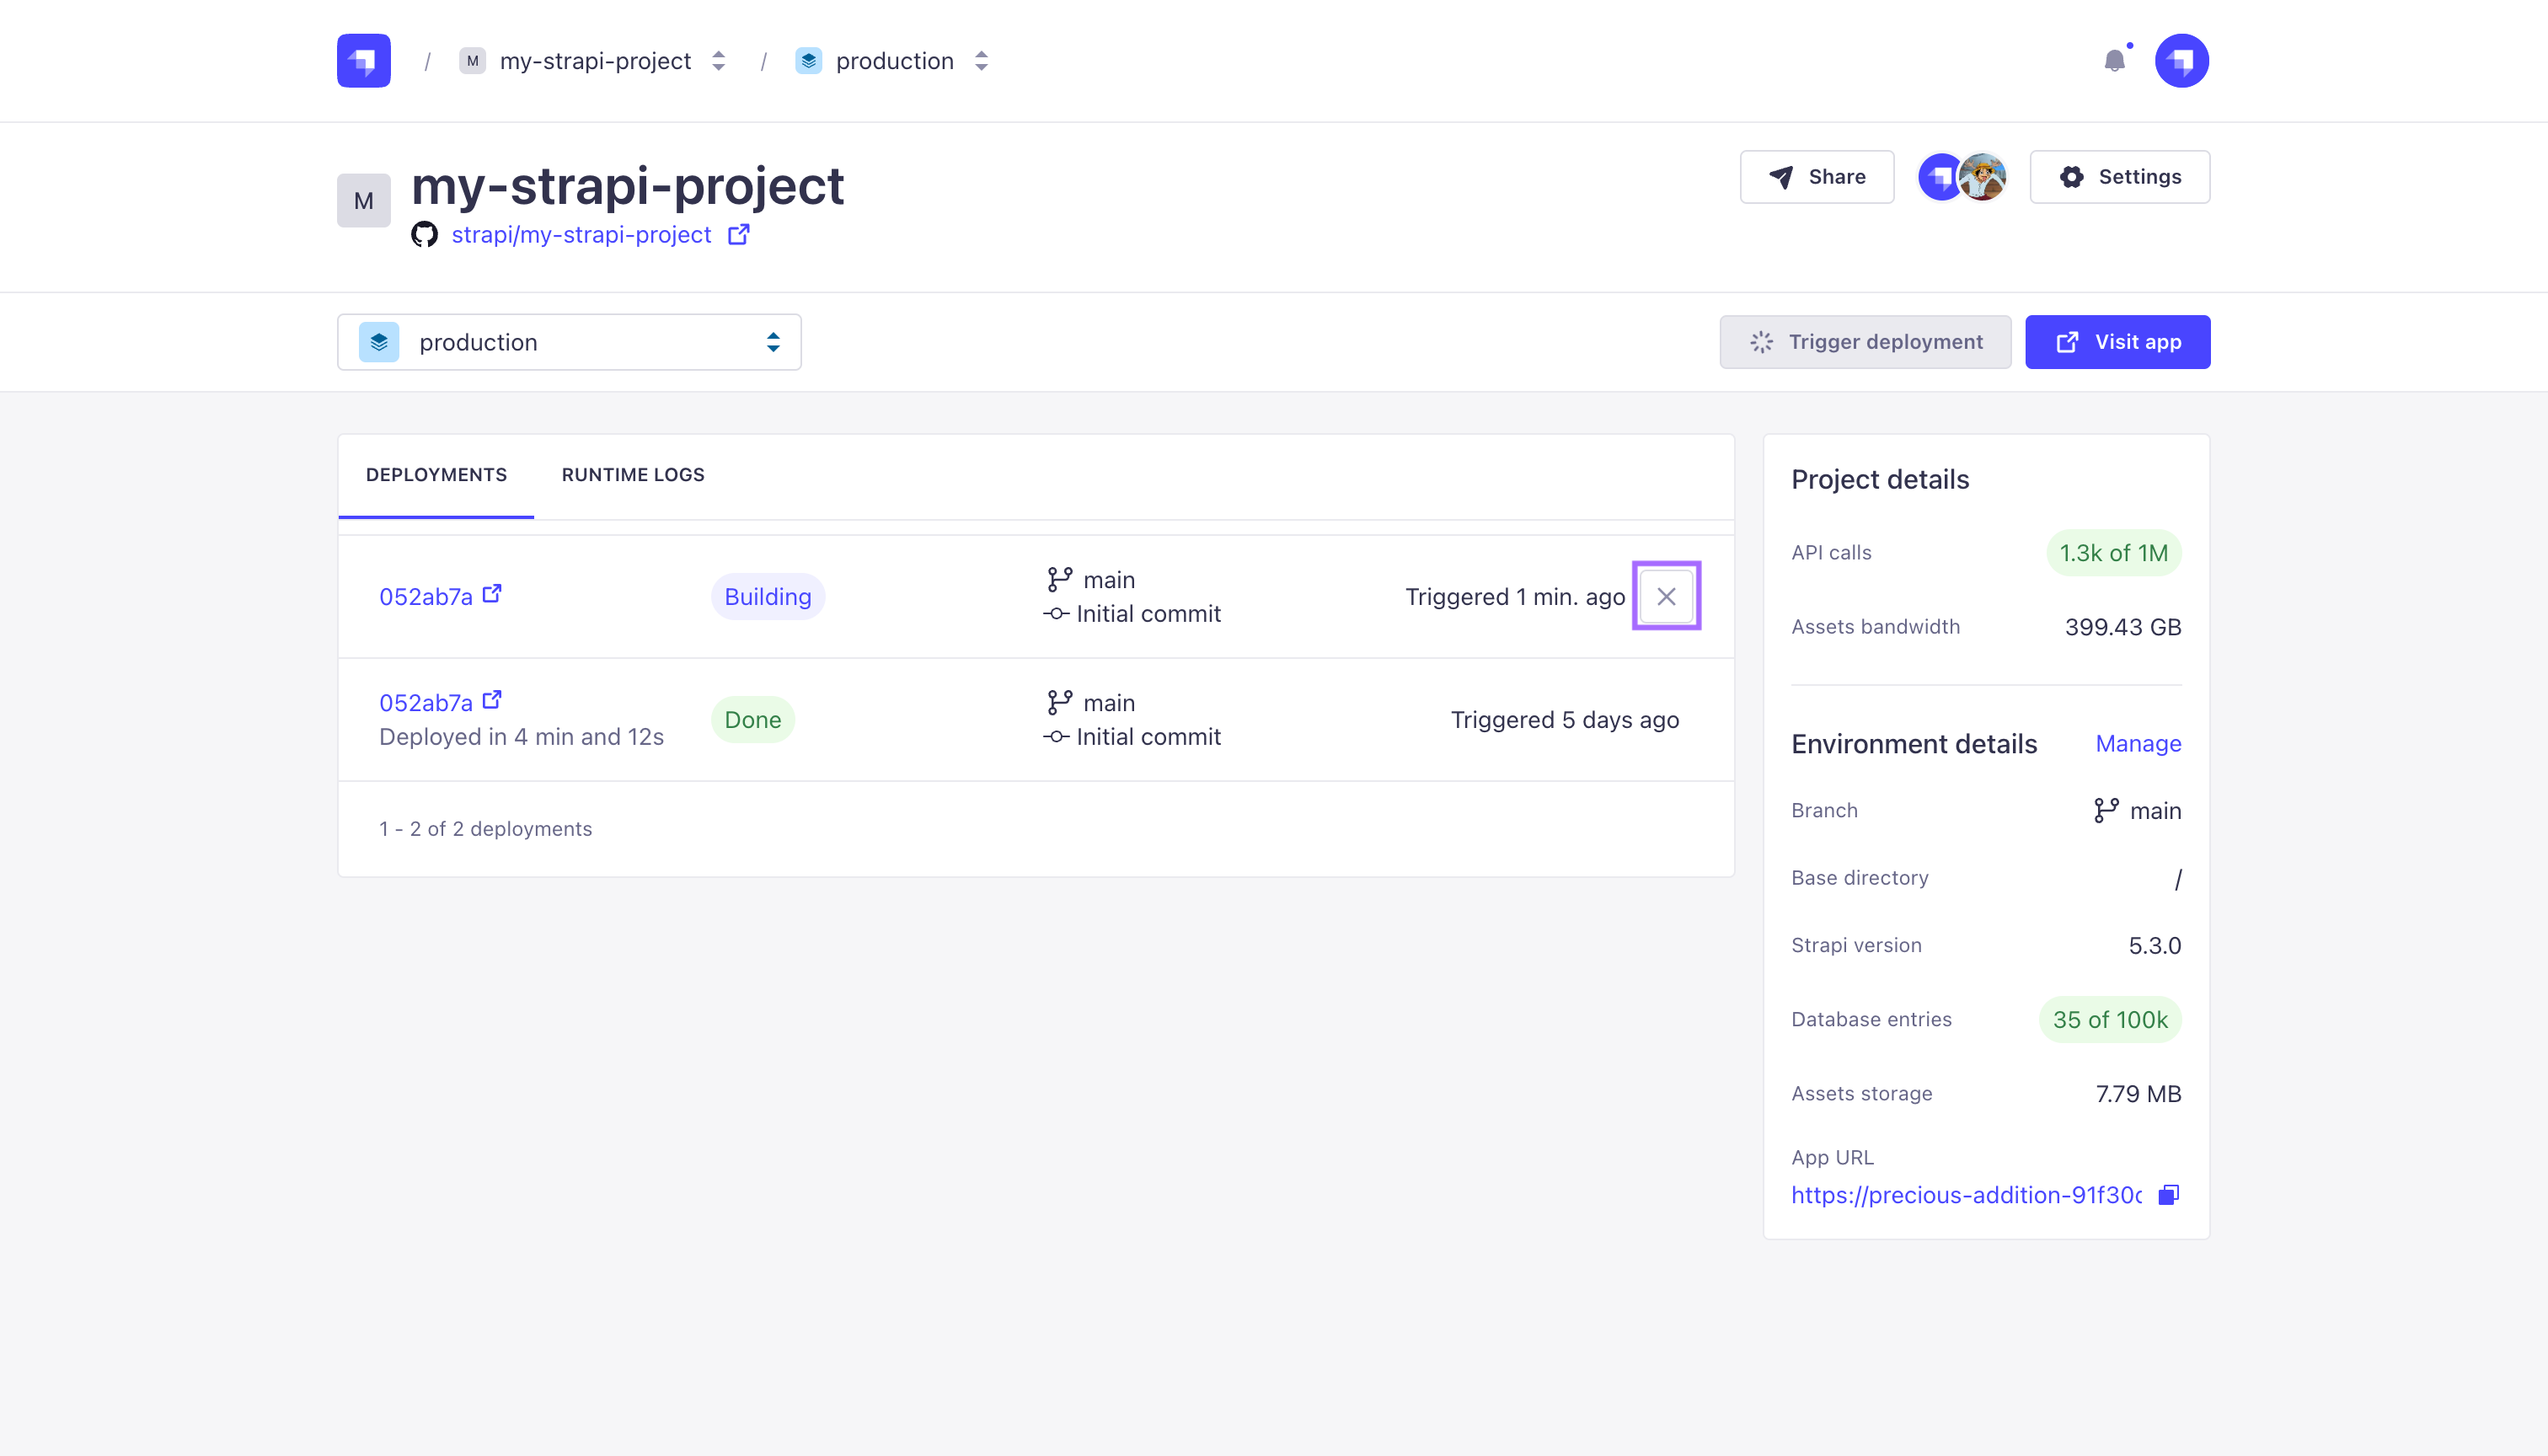 / M my-strapi-project / production
M my-strapi-project
strapi/my-strapi-project
Share
Settings
production
Trigger deployment
Visit app
DEPLOYMENTS RUNTIME LOGS
052ab7a Building main Triggered 1 min. ago
Initial commit
052ab7a Done main Triggered 5 days ago
Deployed in 4 min and 12s Initial commit
1 - 2 of 2 deployments
Project details
API calls 1.3k of 1M
Assets bandwidth 399.43 GB
Environment details Manage
Branch main
Base directory /
Strapi version 5.3.0
Database entries 35 of 100k
Assets storage 7.79 MB
App URL
https://precious-addition-91f30